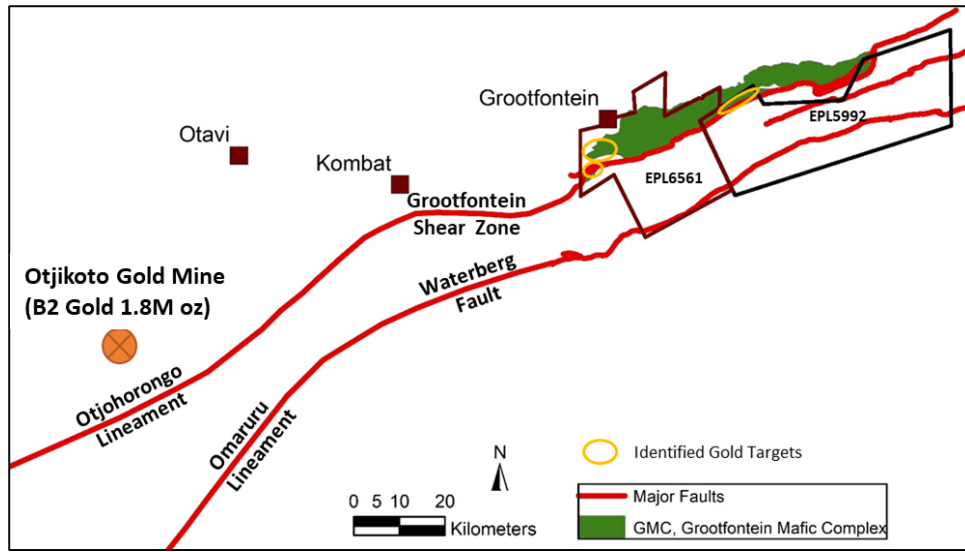 Grootfontein
Otavi
Kombat
EPL5992
EPL6561
Grootfontein
Shear Zone
Waterberg
Fault
Otjikoto Gold Mine
(B2 Gold 1.8M oz)
Otjohorongo
Lineament
Omaruru
Lineament
N
Identified Gold Targets
0 5 10 20
Kilometers
Major Faults
GMC, Grootfontein Mafic Complex